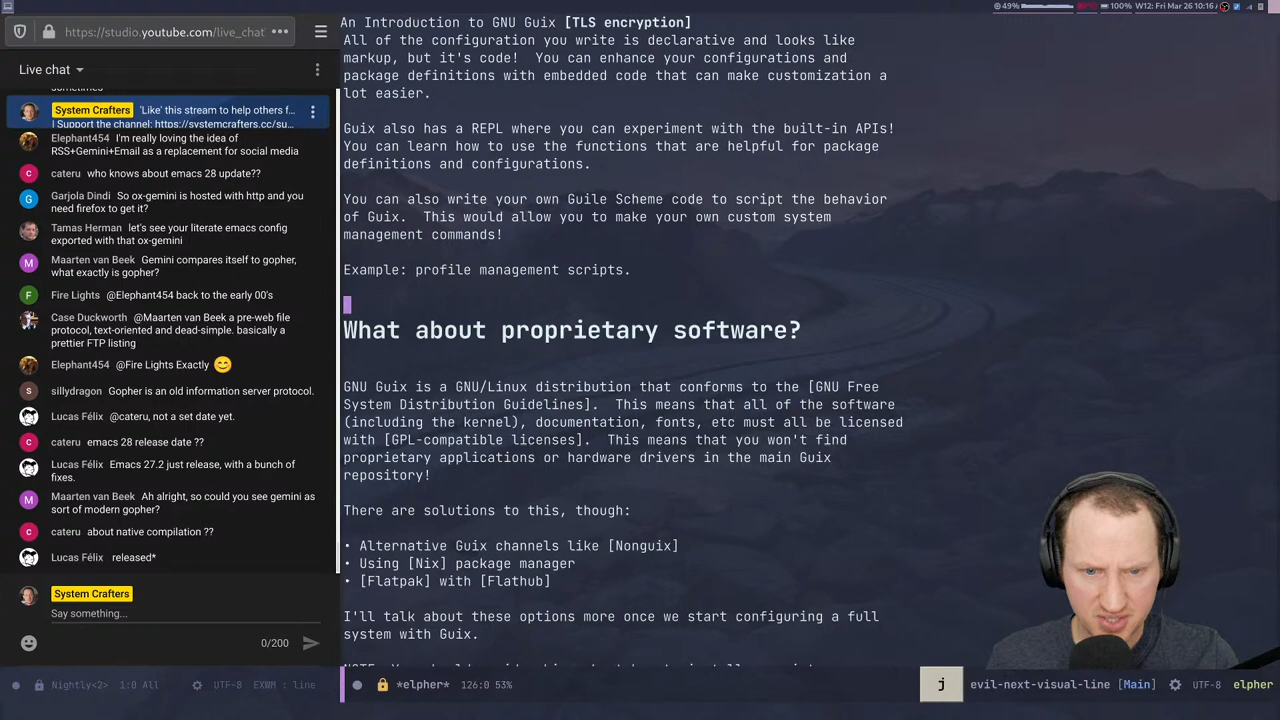 49%
100%
W12: Fri Mar 26 10:16
https://studio.youtube.com/live_chat
An Introduction to GNU Guix [TLS encryption]
Live chat
sometimes
System Crafters 'Like' this stream to help others f...
| Support the channel: https://systemcrafters.cc/su...
Elephant454 I'm really loving the idea of
RSS+Gemini+Email as a replacement for social media
cateru who knows about emacs 28 update??
Garjola Dindi So ox-gemini is hosted with http and you
need firefox to get it?
Tamas Herman let's see your literate emacs config
exported with that ox-gemini
Maarten van Beek Gemini compares itself to gopher,
what exactly is gopher?
Fire Lights @Elephant454 back to the early 00's
Case Duckworth @Maarten van Beek a pre-web file
protocol, text-oriented and dead-simple. basically a
prettier FTP listing
Elephant454 @Fire Lights Exactly 😊
sillydragon Gopher is an old information server protocol.
Lucas Félix @cateru, not a set date yet.
cateru emacs 28 release date ??
Lucas Félix Emacs 27.2 just release, with a bunch of
fixes.
Maarten van Beek Ah alright, so could you see gemini as
sort of modern gopher?
cateru about native compilation ??
Lucas Félix released*
System Crafters
Say something...
0/200
All of the configuration you write is declarative and looks like
markup, but it's code! You can enhance your configurations and
package definitions with embedded code that can make customization a
lot easier.
Guix also has a REPL where you can experiment with the built-in APIs!
You can learn how to use the functions that are helpful for package
definitions and configurations.
You can also write your own Guile Scheme code to script the behavior
of Guix. This would allow you to make your own custom system
management commands!
Example: profile management scripts.
What about proprietary software?
GNU Guix is a GNU/Linux distribution that conforms to the [GNU Free
System Distribution Guidelines]. This means that all of the software
(including the kernel), documentation, fonts, etc must all be licensed
with [GPL-compatible licenses]. This means that you won't find
proprietary applications or hardware drivers in the main Guix
repository!
There are solutions to this, though:
• Alternative Guix channels like [Nonguix]
• Using [Nix] package manager
• [Flatpak] with [Flathub]
I'll talk about these options more once we start configuring a full
system with Guix.
Nightly<2> 1:0 All UTF-8 EXWM : line
*elpher* 126:0 53%
j evil-next-visual-line [Main] UTF-8 elpher